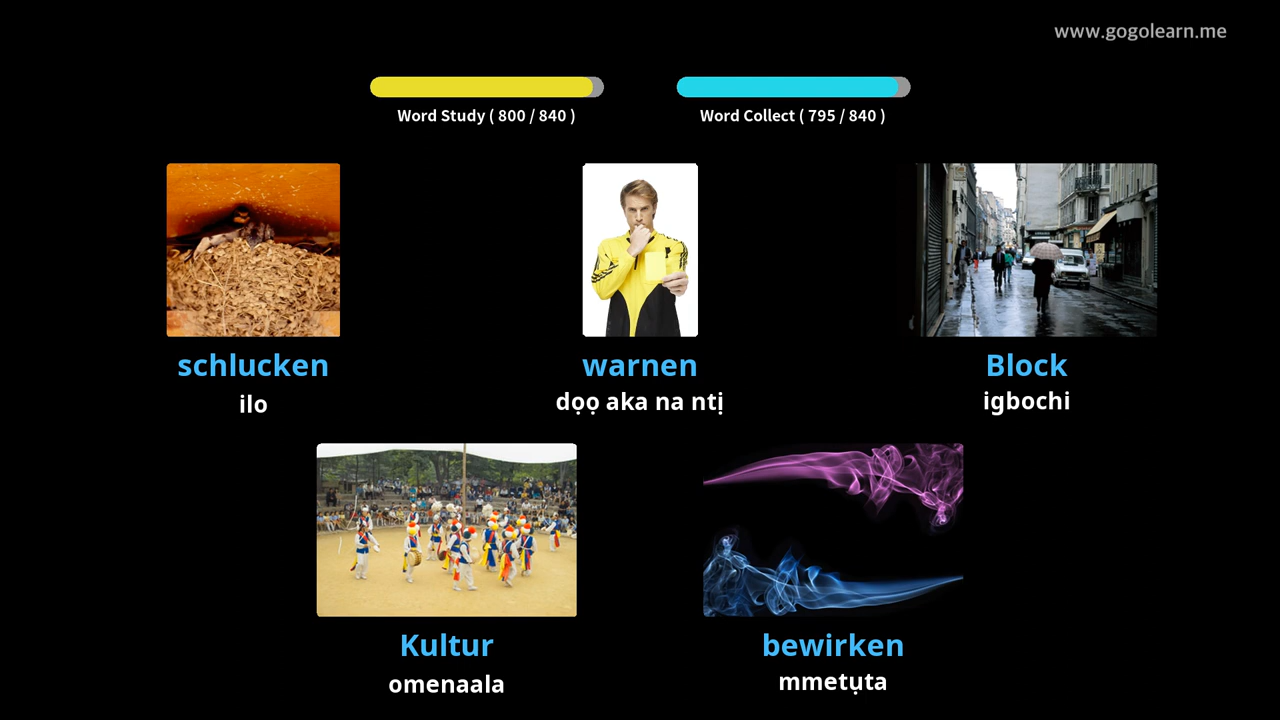 www.gogolearn.me
Word Study ( 800 / 840 )
Word Collect ( 795 / 840 )
schlucken
ilo
warnen
dọọ aka na ntị
Block
igbochi
Kultur
omenaala
bewirken
mmetụta